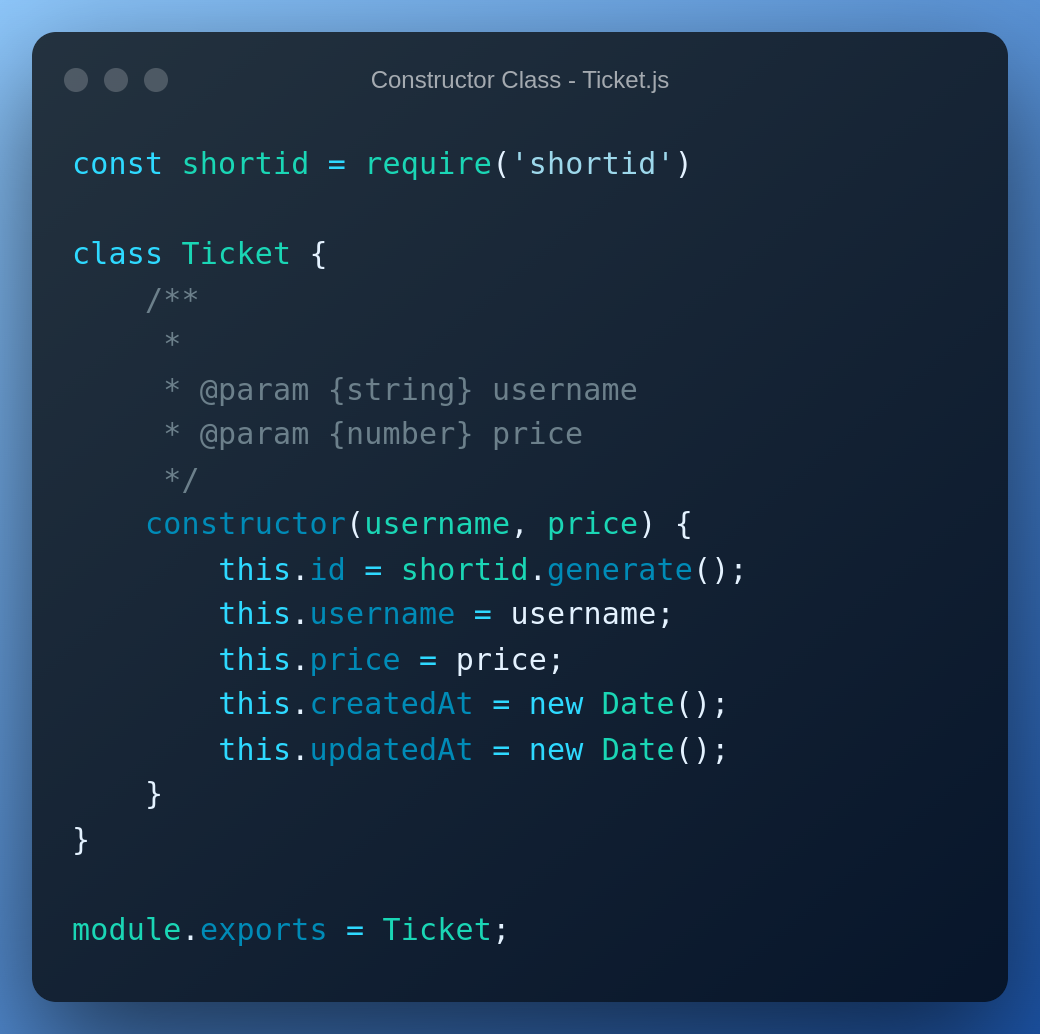 Constructor Class - Ticket.js
const shortid = require('shortid')

class Ticket {
    /**
     *
     * @param {string} username
     * @param {number} price
     */
    constructor(username, price) {
        this.id = shortid.generate();
        this.username = username;
        this.price = price;
        this.createdAt = new Date();
        this.updatedAt = new Date();
    }
}

module.exports = Ticket;